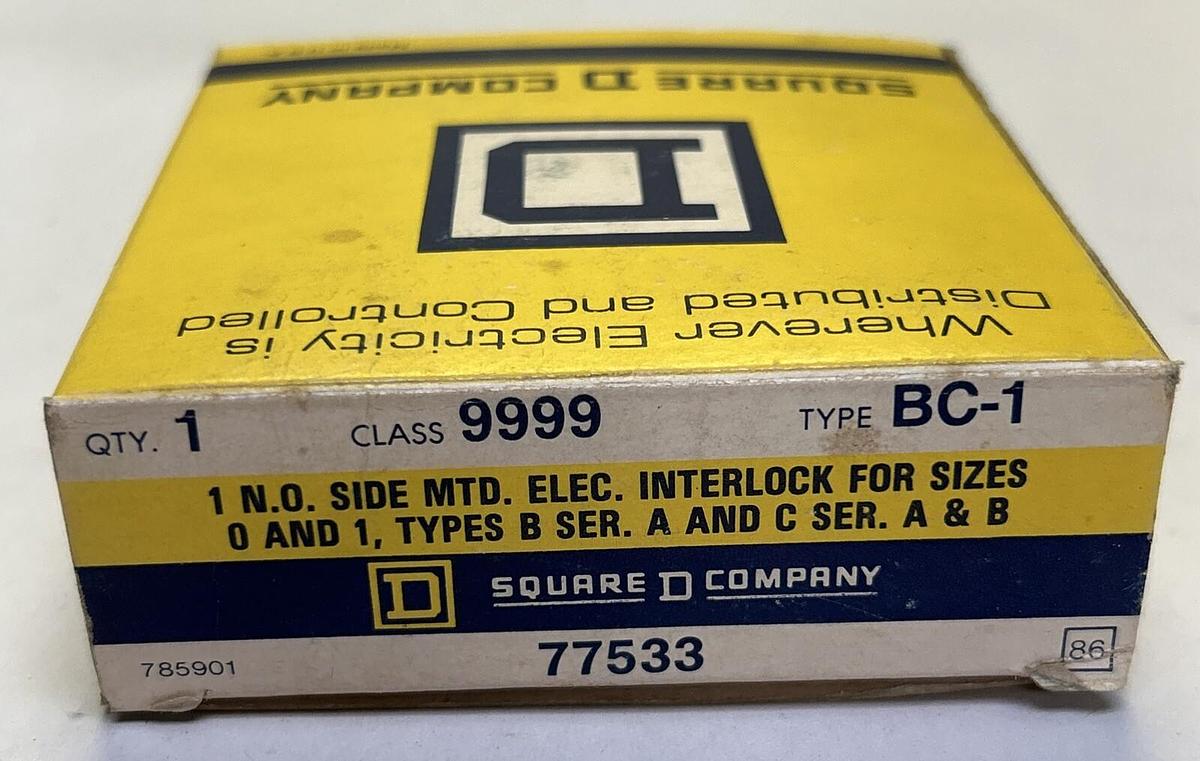 SQUARE D COMPANY
D
Wherever Electricity is
Distributed and Controlled
QTY. 1 CLASS 9999 TYPE BC-1
1 N.O. SIDE MTD. ELEC. INTERLOCK FOR SIZES
0 AND 1, TYPES B SER. A AND C SER. A & B
D SQUARE D COMPANY
785901 77533 86